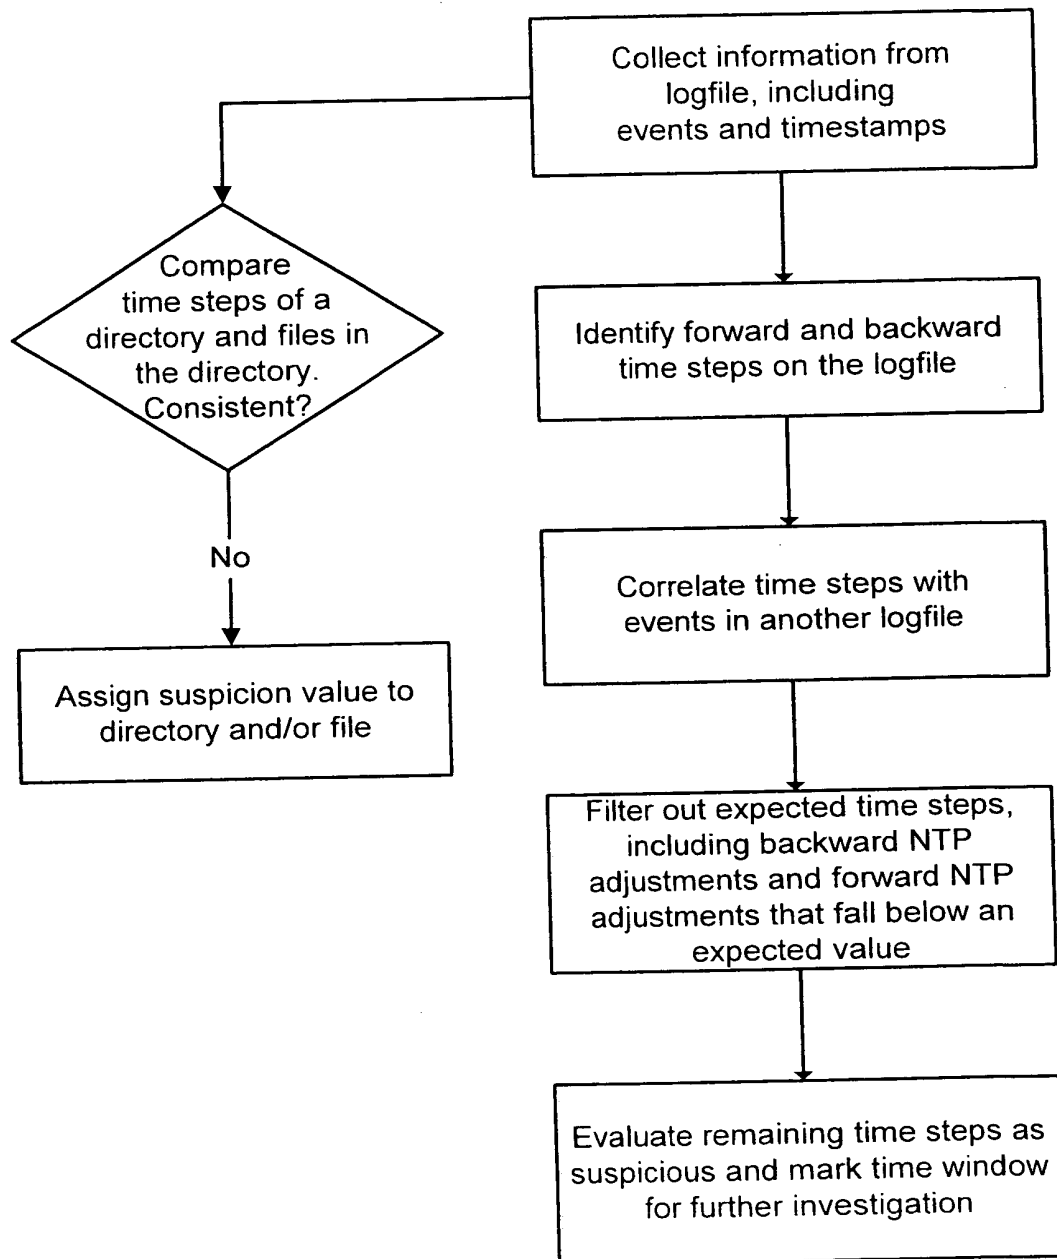 Collect information from
logfile, including
events and timestamps
Compare
time steps of a
directory and files in
the directory.
Consistent?
Identify forward and backward
time steps on the logfile
No
Correlate time steps with
events in another logfile
Assign suspicion value to
directory and/or file
Filter out expected time steps,
including backward NTP
adjustments and forward NTP
adjustments that fall below an
expected value
Evaluate remaining time steps as
suspicious and mark time window
for further investigation